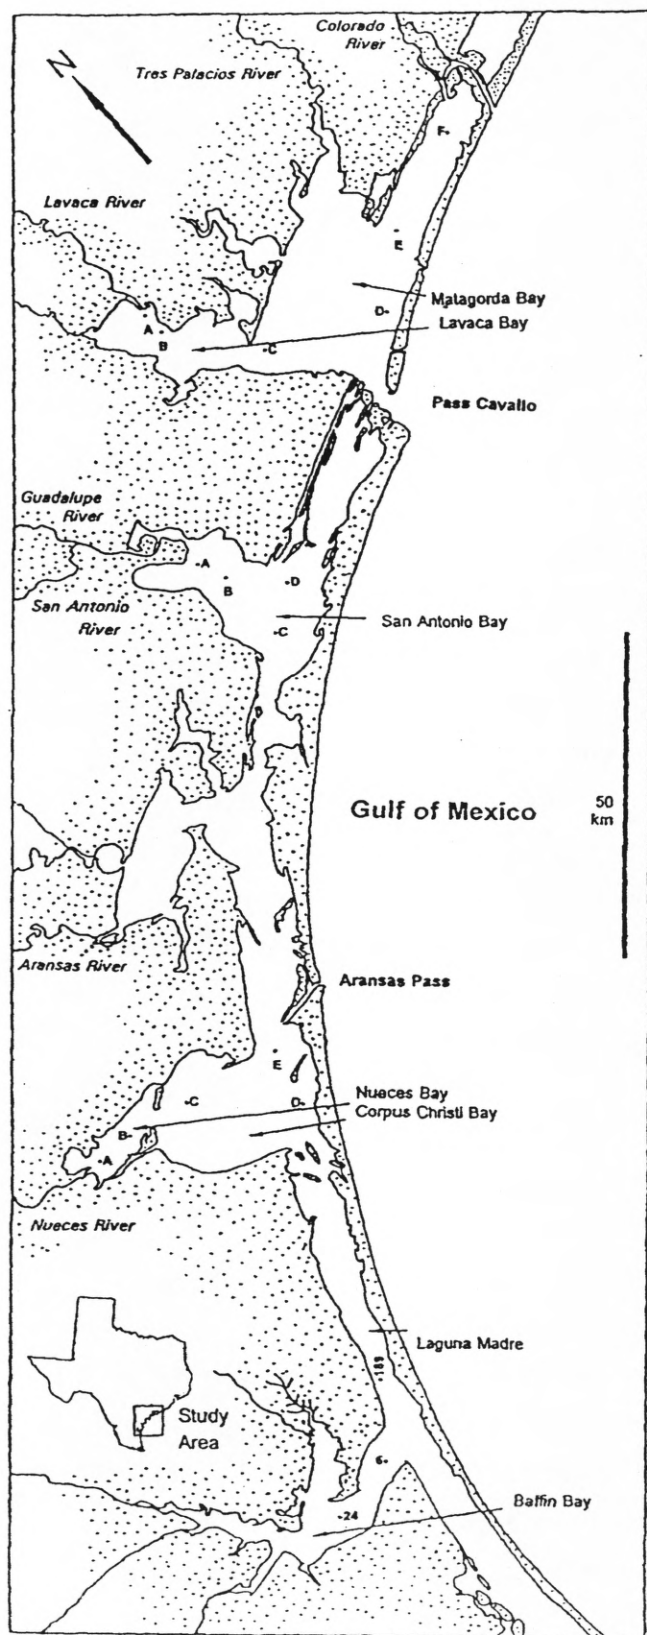 Colorado
River
Tres Palacios River
N
F
Lavaca River
E
Matagorda Bay
D
Lavaca Bay
A
B
C
Pass Cavallo
Guadalupe
River
A
B
D
San Antonio
River
San Antonio Bay
C
Gulf of Mexico
50
km
Aransas River
Aransas Pass
E
Nueces Bay
C
D
Corpus Christi Bay
B
A
Nueces River
Laguna Madre
189
Study
Area
6
Baffin Bay
24